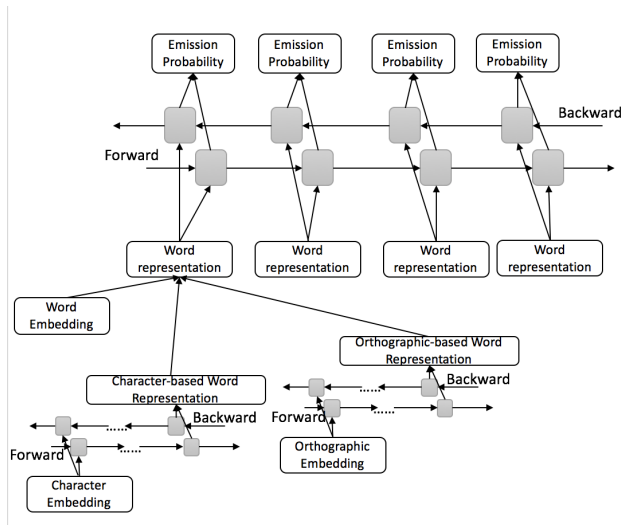 Emission
Probability
Emission
Probability
Emission
Probability
Emission
Probability
Backward
Forward
Word
representation
Word
representation
Word
representation
Word
representation
Word
Embedding
Orthographic-based Word
Representation
Character-based Word
Representation
......
Backward
Forward
......
Backward
......
Forward
......
Orthographic
Embedding
Character
Embedding